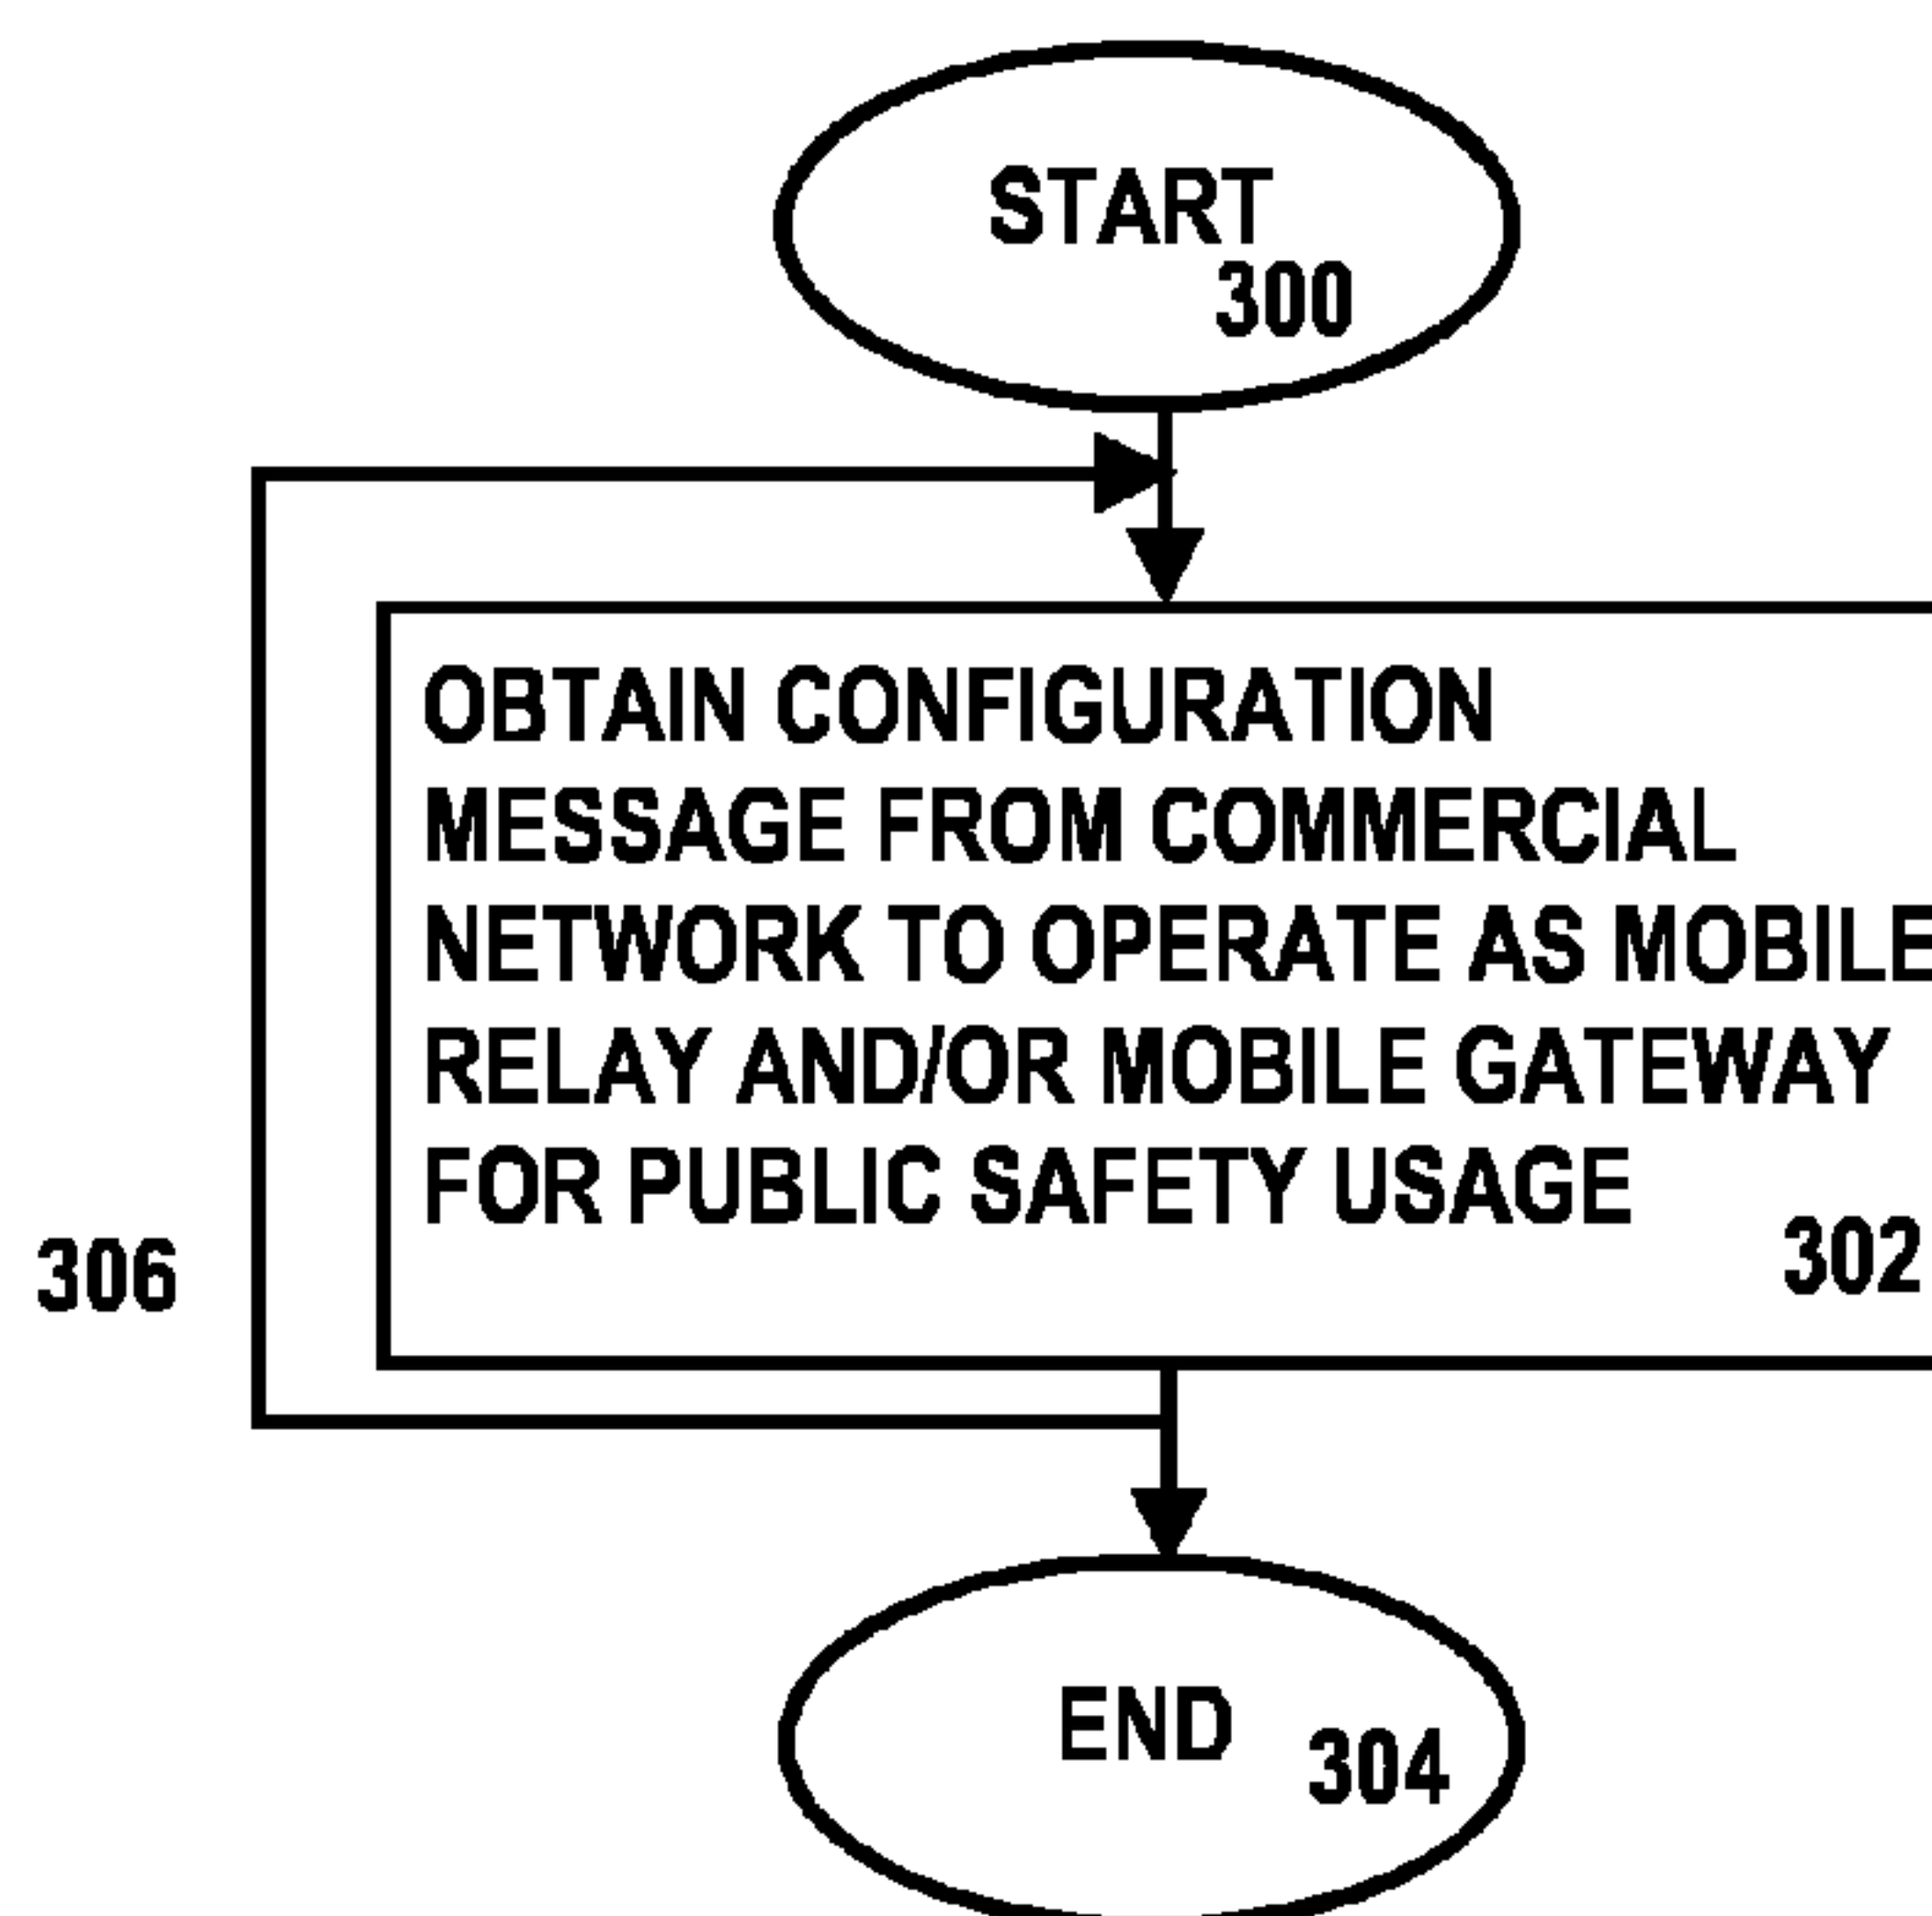 START
300
OBTAIN CONFIGURATION
MESSAGE FROM COMMERCIAL
NETWORK TO OPERATE AS MOBILE
RELAY AND/OR MOBILE GATEWAY
FOR PUBLIC SAFETY USAGE
302
306
END
304